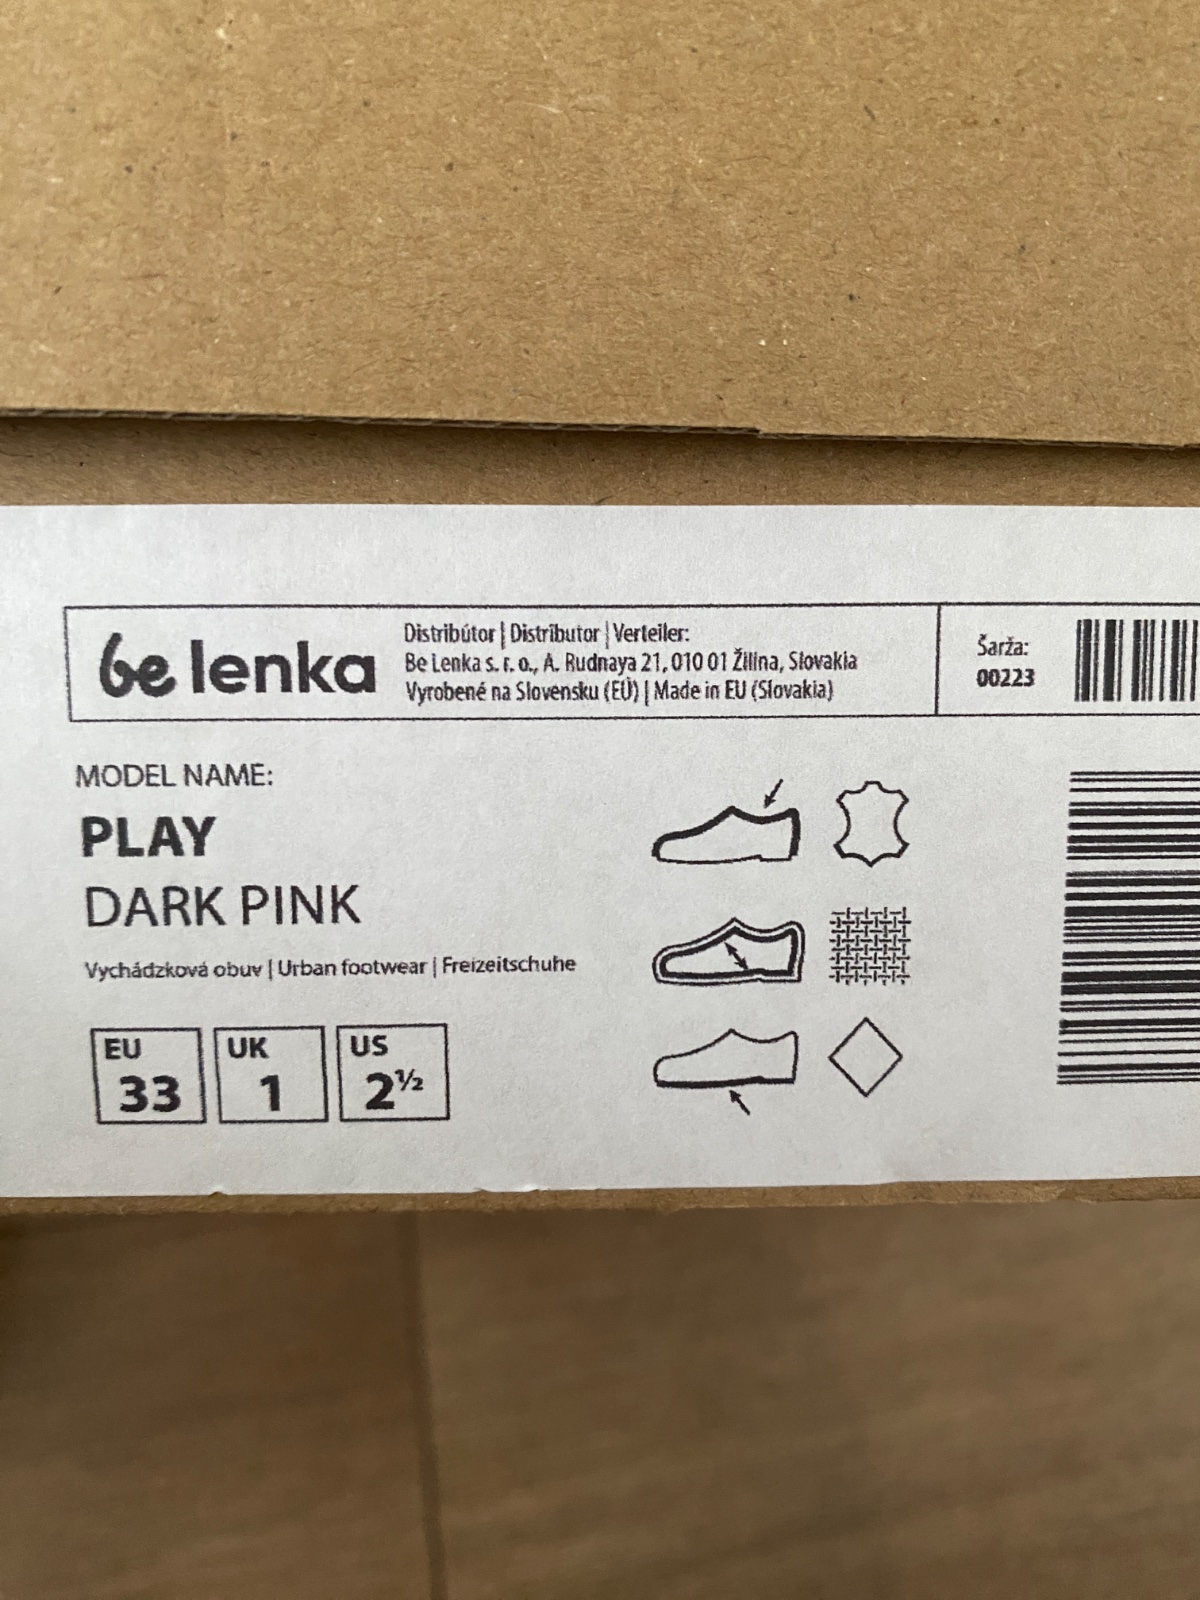 be lenka
Distribútor | Distributor | Verteiler:
Be Lenka s. r. o., A. Rudnaya 21, 010 01 Žilina, Slovakia
Vyrobené na Slovensku (EÚ) | Made in EU (Slovakia)
Šarža:
00223
MODEL NAME:
PLAY
DARK PINK
Vychádzková obuv | Urban footwear | Freizeitschuhe
EU
33
UK
1
US
2½